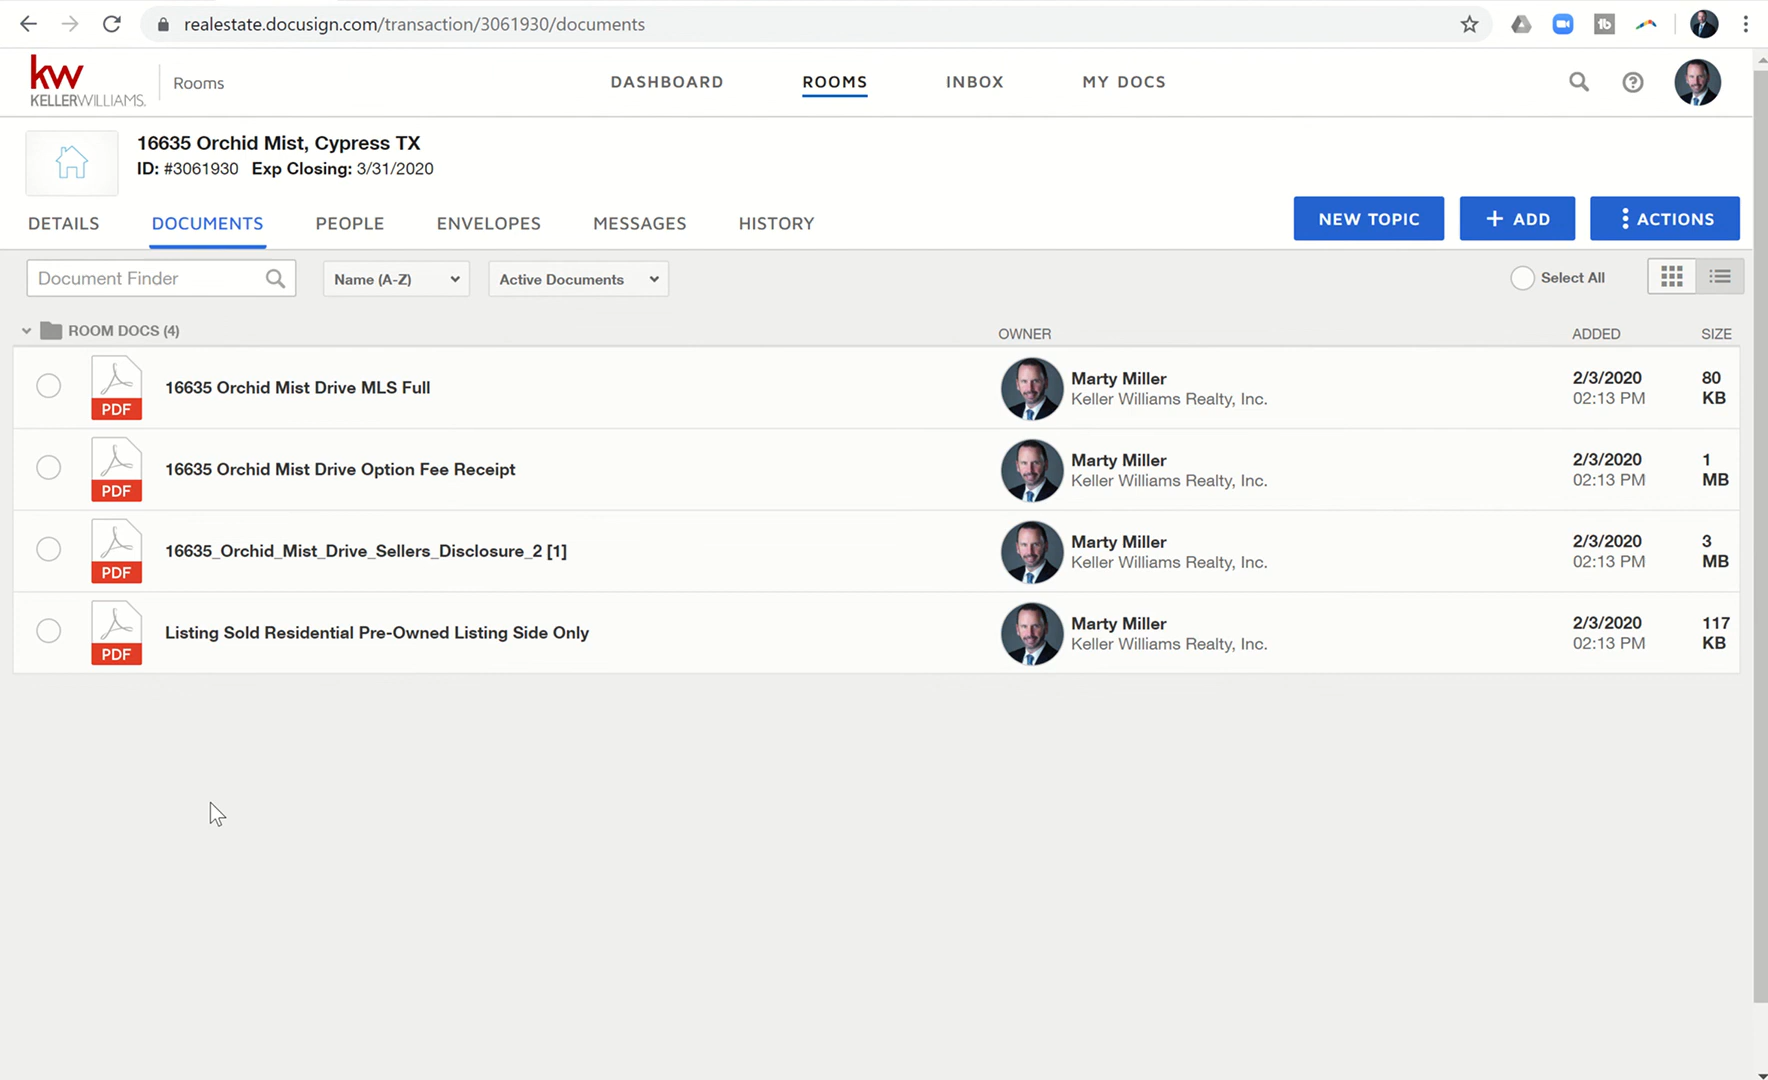 realestate.docusign.com/transaction/3061930/documents
tb
kw
KELLERWILLIAMS.
Rooms
DASHBOARD
ROOMS
INBOX
MY DOCS
16635 Orchid Mist, Cypress TX
ID: #3061930 Exp Closing: 3/31/2020
DETAILS
DOCUMENTS
PEOPLE
ENVELOPES
MESSAGES
HISTORY
NEW TOPIC
+ ADD
ACTIONS
Document Finder
Name (A-Z)
Active Documents
Select All
ROOM DOCS (4)
OWNER
ADDED
SIZE
PDF
16635 Orchid Mist Drive MLS Full
Marty Miller
Keller Williams Realty, Inc.
2/3/2020
02:13 PM
80
KB
PDF
16635 Orchid Mist Drive Option Fee Receipt
Marty Miller
Keller Williams Realty, Inc.
2/3/2020
02:13 PM
1
MB
PDF
16635_Orchid_Mist_Drive_Sellers_Disclosure_2 [1]
Marty Miller
Keller Williams Realty, Inc.
2/3/2020
02:13 PM
3
MB
PDF
Listing Sold Residential Pre-Owned Listing Side Only
Marty Miller
Keller Williams Realty, Inc.
2/3/2020
02:13 PM
117
KB